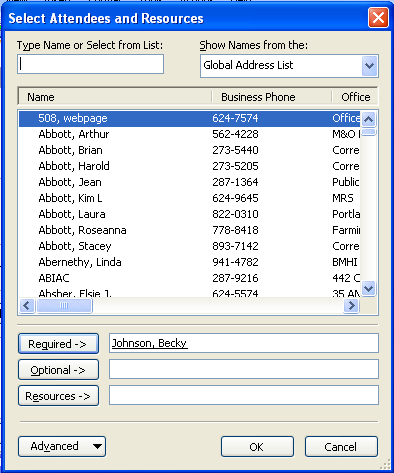 Select Attendees and Resources
Type Name or Select from List:
Show Names from the:
Global Address List
Name Business Phone Office
508, webpage 624-7574 Office
Abbott, Arthur 562-4228 M&O
Abbott, Brian 273-5440 Corre
Abbott, Harold 273-5205 Corre
Abbott, Jean 287-1364 Public
Abbott, Kim L 624-9645 MRS
Abbott, Laura 822-0310 Portla
Abbott, Roseanna 778-8418 Farmin
Abbott, Stacey 893-7142 Corre
Abernethy, Linda 941-4782 BMHI
ABIAC 287-9216 442 C
Absher, Elsie J. 624-5574 35 AN
Required -> Johnson, Becky
Optional ->
Resources ->
Advanced OK Cancel